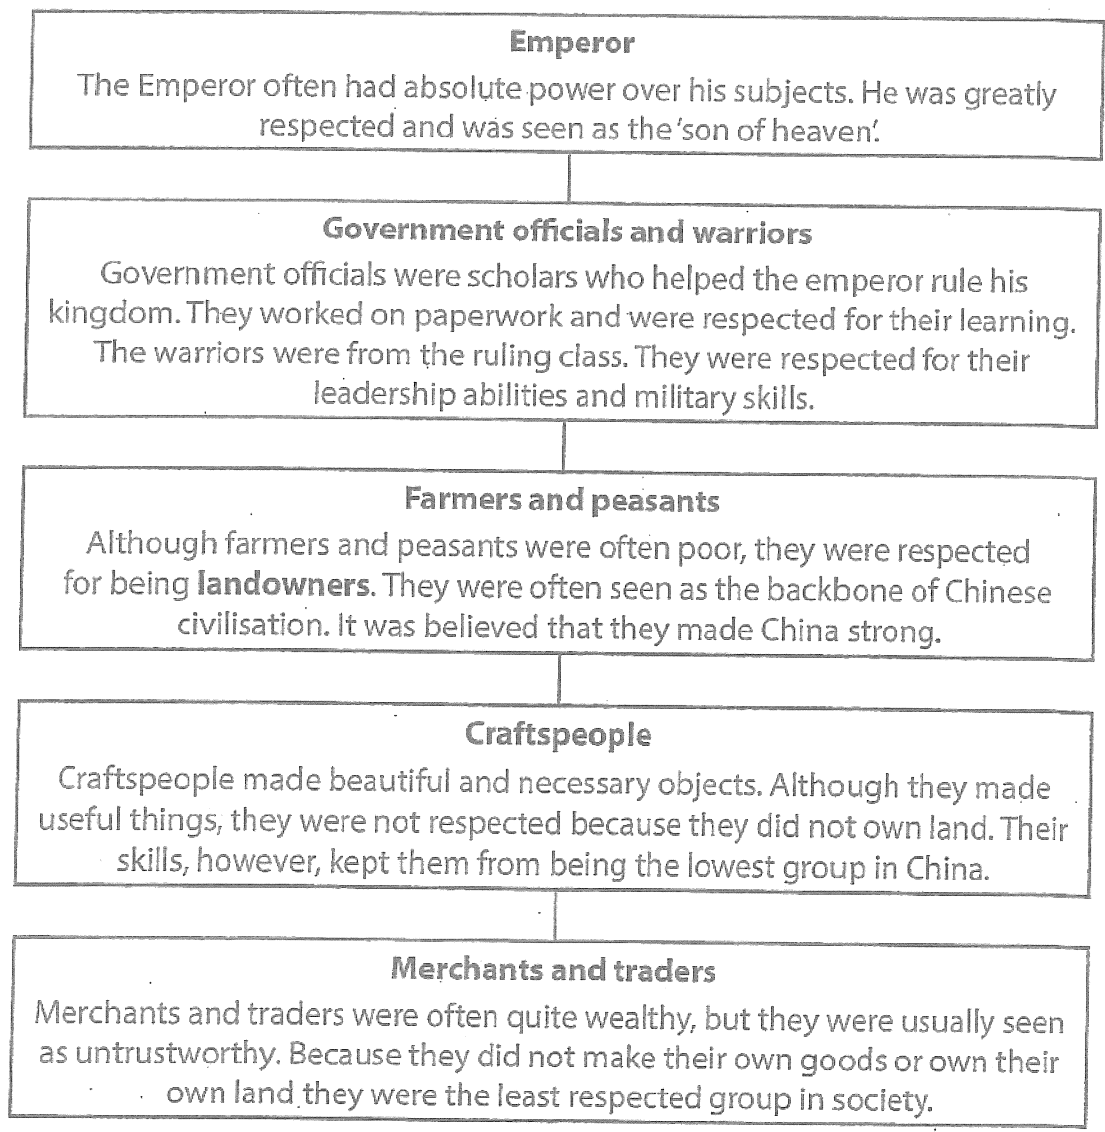 Emperor
The Emperor often had absolute power over his subjects. He was greatly
respected and was seen as the 'son of heaven'.
Government officials and warriors
Government officials were scholars who helped the emperor rule his
kingdom. They worked on paperwork and were respected for their learning.
The warriors were from the ruling class. They were respected for their
leadership abilities and military skills.
Farmers and peasants
Although farmers and peasants were often poor, they were respected
for being landowners. They were often seen as the backbone of Chinese
civilisation. It was believed that they made China strong.
Craftspeople
Craftspeople made beautiful and necessary objects. Although they made
useful things, they were not respected because they did not own land. Their
skills, however, kept them from being the lowest group in China.
Merchants and traders
Merchants and traders were often quite wealthy, but they were usually seen
as untrustworthy. Because they did not make their own goods or own their
own land they were the least respected group in society.